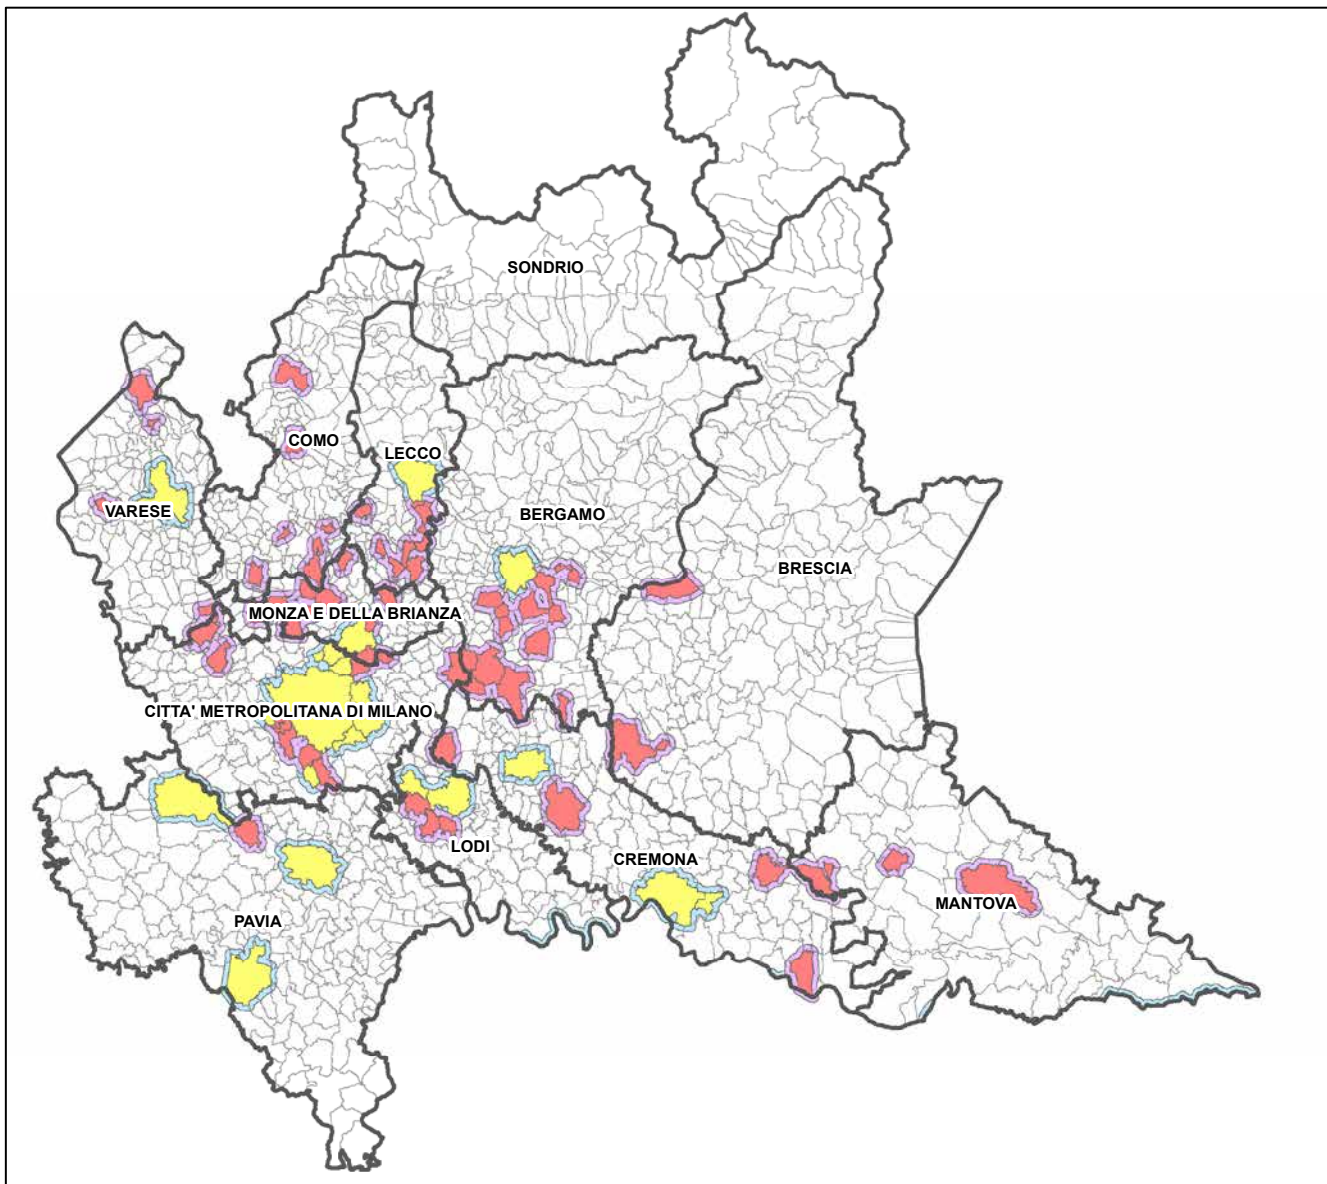 SONDRIO
COMO
LECCO
VARESE
BERGAMO
BRESCIA
MONZA E DELLA BRIANZA
CITTA' METROPOLITANA DI MILANO
LODI
CREMONA
MANTOVA
PAVIA